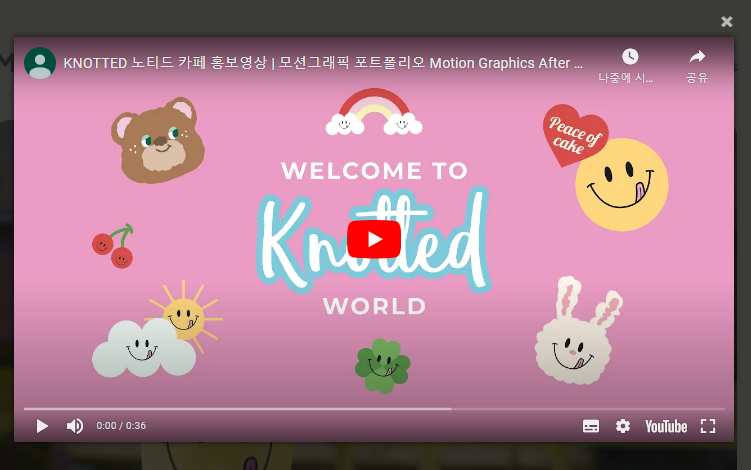 KNOTTED 노티드 카페 홍보영상 | 모션그래픽 포트폴리오 Motion Graphics After ...
나중에 시...
공유
Peace of
cake
WELCOME TO
Knotted
WORLD
0:00 / 0:36
YouTube